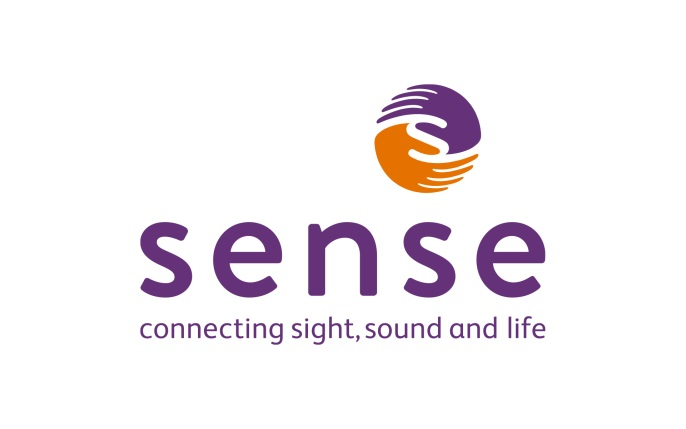 s
sense
connecting sight, sound and life